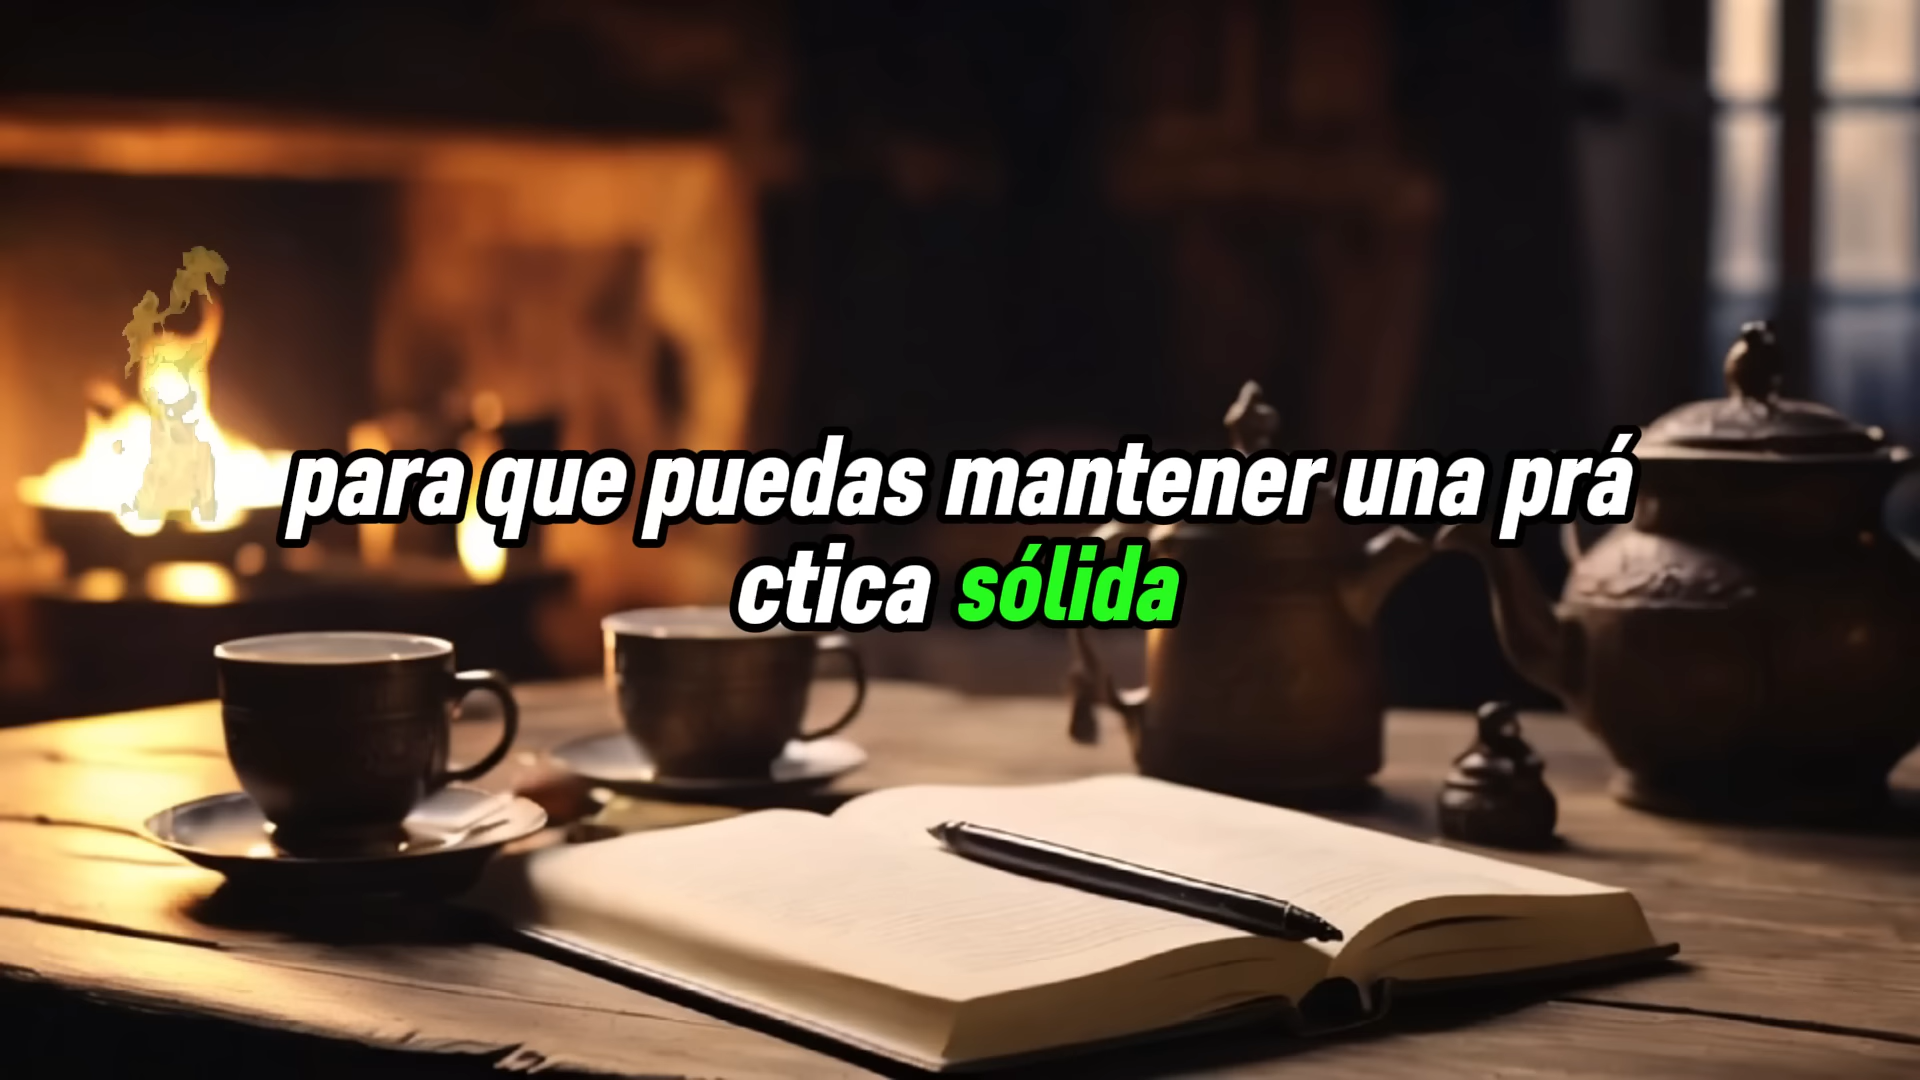 para que puedas mantener una prá
ctica sólida